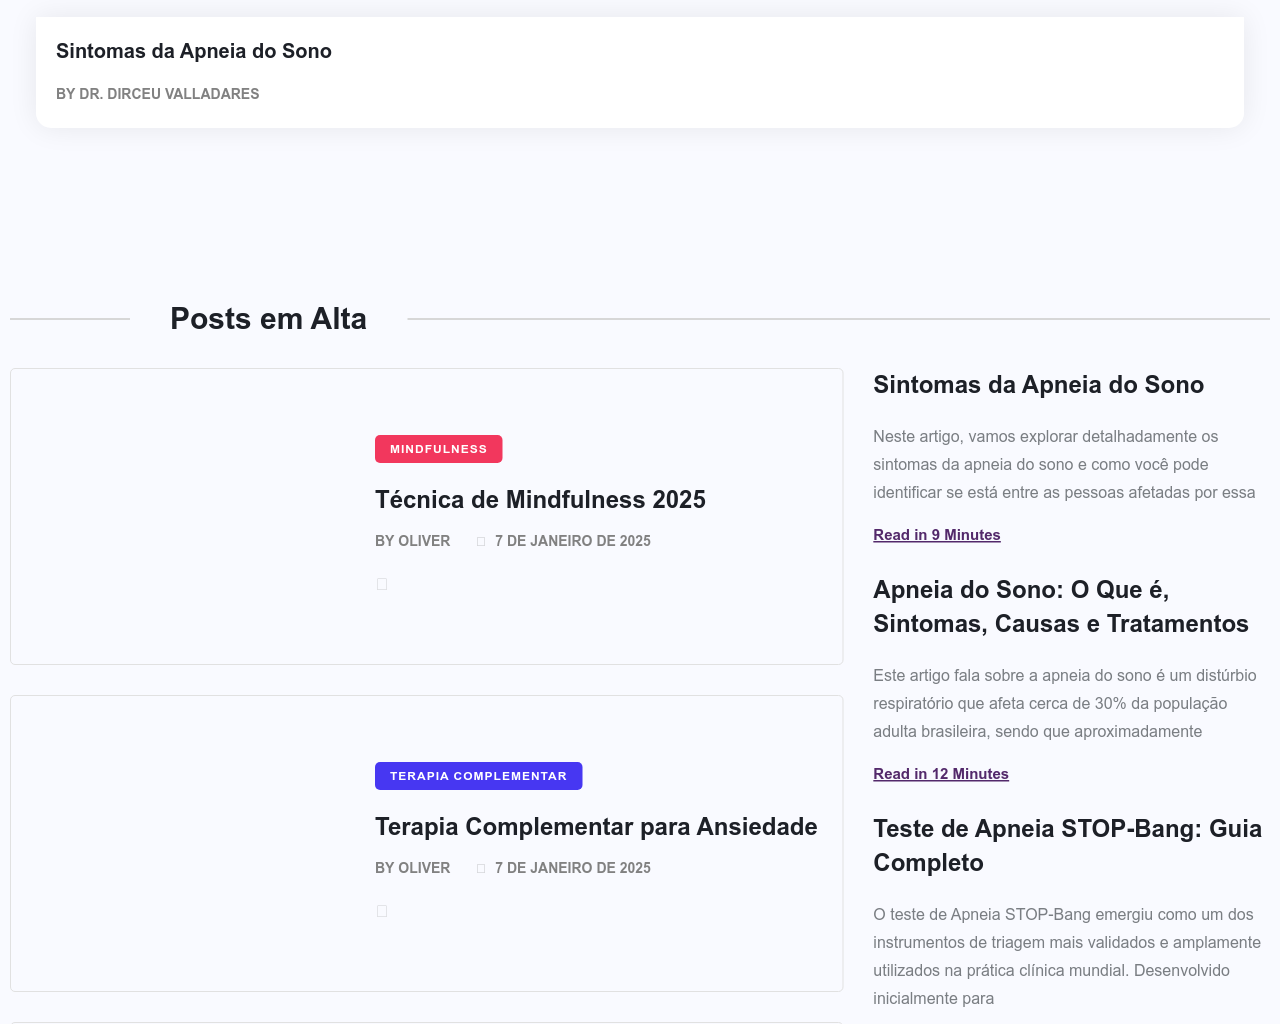 Sintomas da Apneia do Sono
BY DR. DIRCEU VALLADARES
Posts em Alta
MINDFULNESS
Técnica de Mindfulness 2025
BY OLIVER 7 DE JANEIRO DE 2025
TERAPIA COMPLEMENTAR
Terapia Complementar para Ansiedade
BY OLIVER 7 DE JANEIRO DE 2025
Sintomas da Apneia do Sono
Neste artigo, vamos explorar detalhadamente os
sintomas da apneia do sono e como você pode
identificar se está entre as pessoas afetadas por essa
Read in 9 Minutes
Apneia do Sono: O Que é,
Sintomas, Causas e Tratamentos
Este artigo fala sobre a apneia do sono é um distúrbio
respiratório que afeta cerca de 30% da população
adulta brasileira, sendo que aproximadamente
Read in 12 Minutes
Teste de Apneia STOP-Bang: Guia
Completo
O teste de Apneia STOP-Bang emergiu como um dos
instrumentos de triagem mais validados e amplamente
utilizados na prática clínica mundial. Desenvolvido
inicialmente para